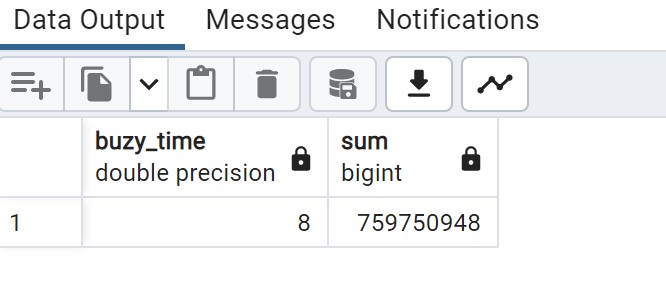 Data Output Messages Notifications
buzy_time sum
double precision bigint
1 8 759750948